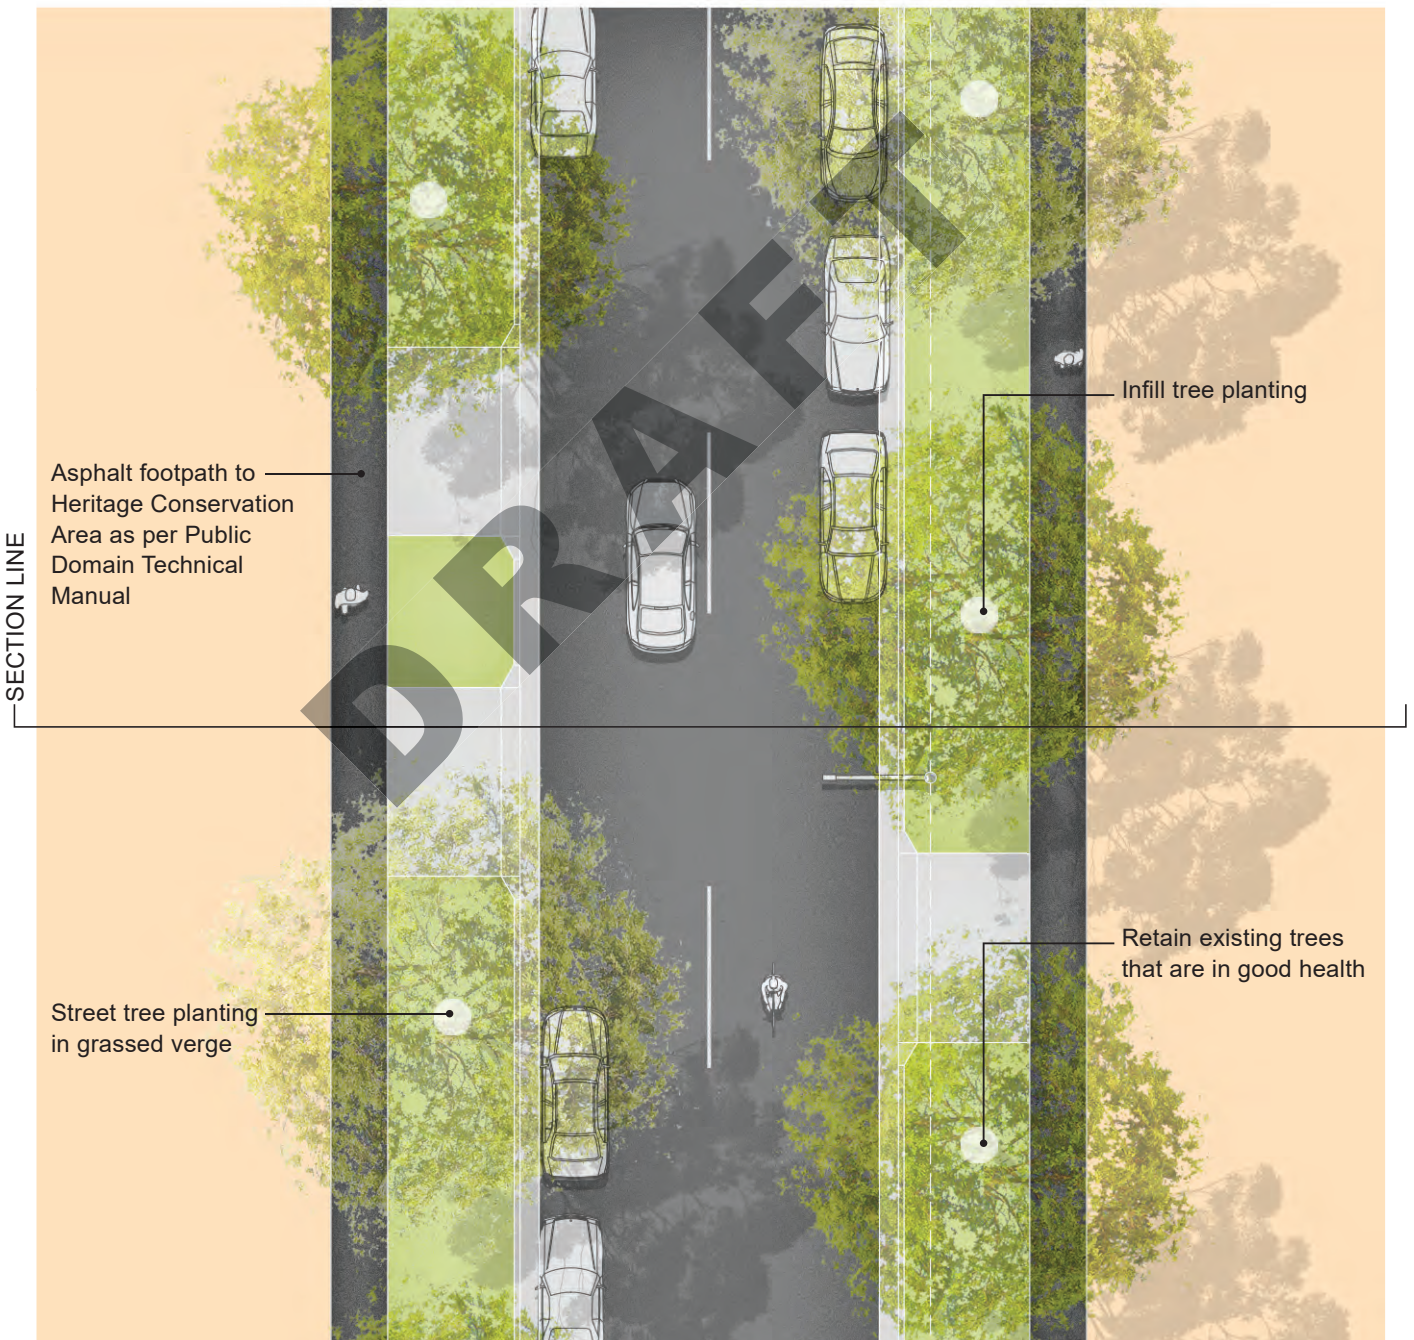 Infill tree planting
Asphalt footpath to
Heritage Conservation
Area as per Public
Domain Technical
Manual
SECTION LINE
DRAFT
Retain existing trees
that are in good health
Street tree planting
in grassed verge